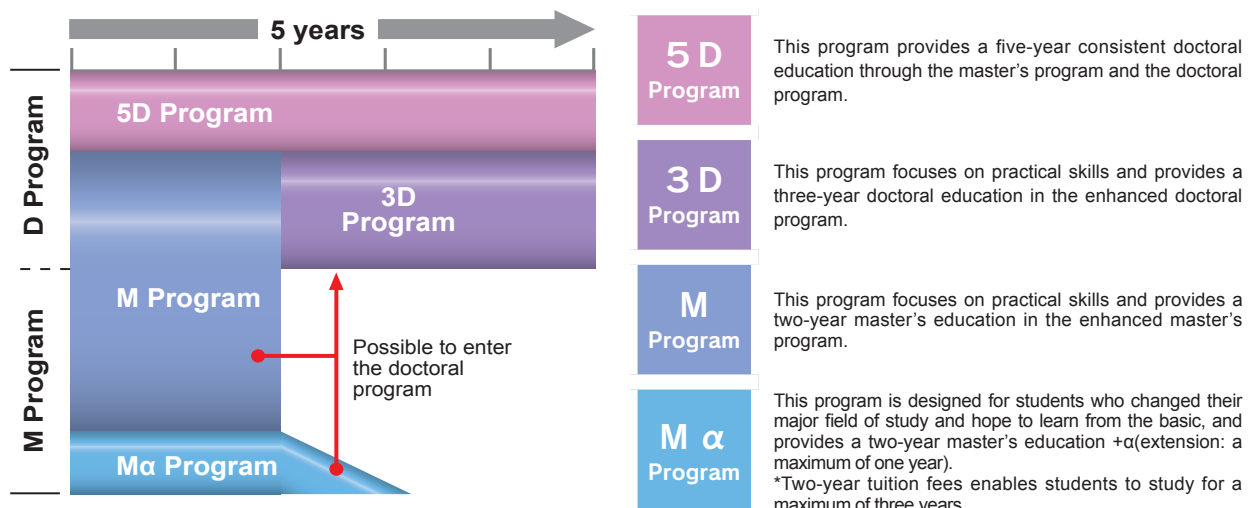 5 years
D Program
M Program
5D Program
3D
Program
M Program
Mα Program
Possible to enter
the doctoral
program
5 D
Program
This program provides a five-year consistent doctoral
education through the master’s program and the doctoral
program.
3 D
Program
This program focuses on practical skills and provides a
three-year doctoral education in the enhanced doctoral
program.
M
Program
This program focuses on practical skills and provides a
two-year master’s education in the enhanced master’s
program.
M α
Program
This program is designed for students who changed their
major field of study and hope to learn from the basic, and
provides a two-year master’s education +α(extension: a
maximum of one year).
*Two-year tuition fees enables students to study for a
maximum of three years